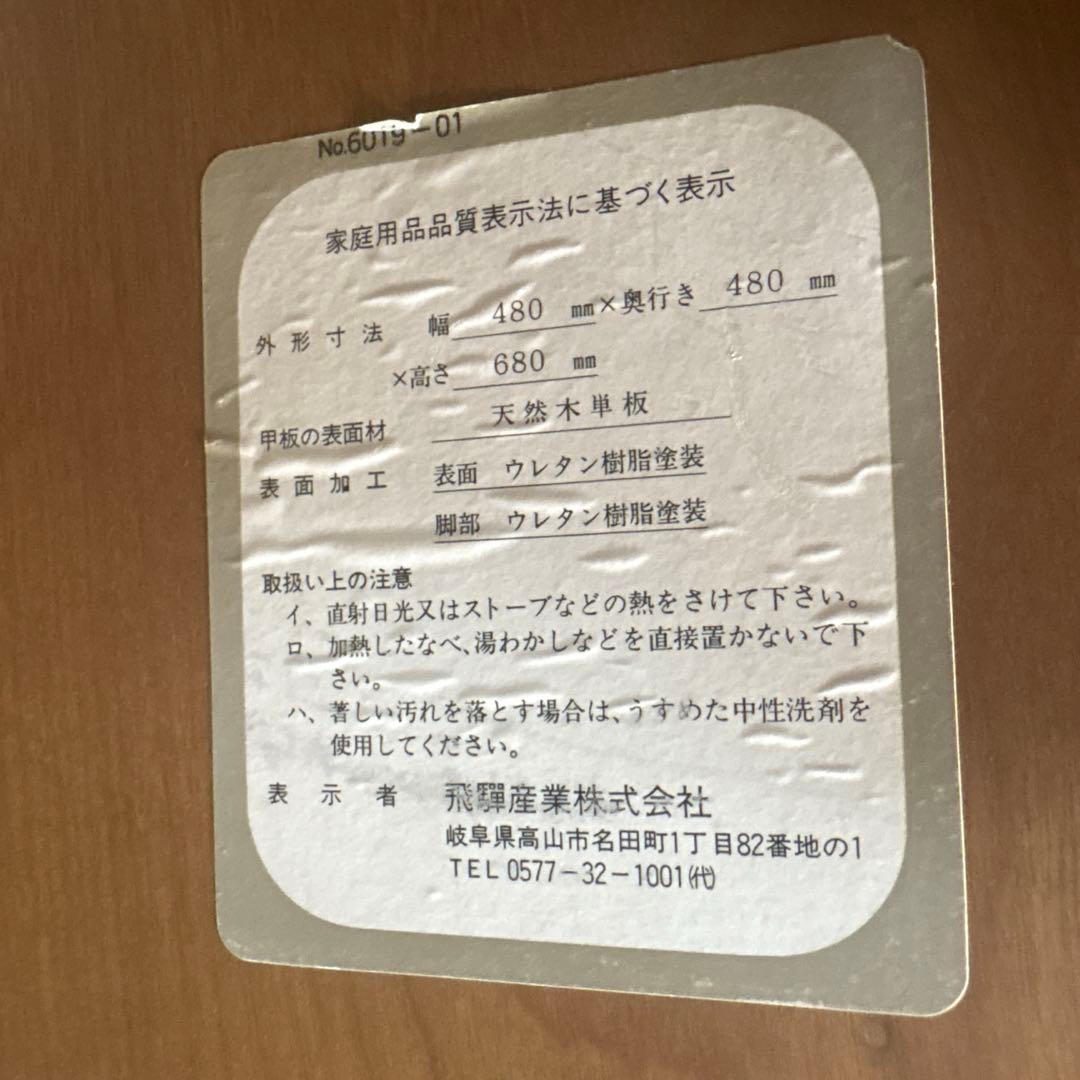 No.6019-01
家庭用品品質表示法に基づく表示
外形寸法 幅 480 mm×奥行き 480 mm
×高さ 680 mm
甲板の表面材 天然木単板
表面加工 表面 ウレタン樹脂塗装
脚部 ウレタン樹脂塗装
取扱い上の注意
イ、直射日光又はストーブなどの熱をさけて下さい。
ロ、加熱したなべ、湯わかしなどを直接置かないで下
さい。
ハ、著しい汚れを落とす場合は、うすめた中性洗剤を
使用してください。
表示者 飛驒産業株式会社
岐阜県高山市名田町1丁目82番地の1
TEL 0577-32-1001㈹